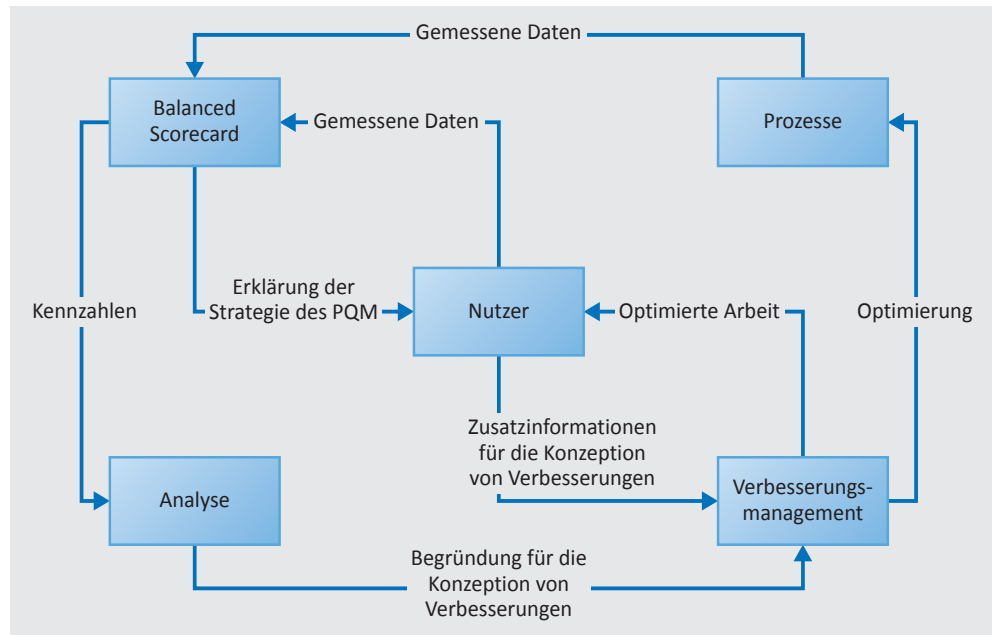 Gemessene Daten
Balanced
Scorecard
Gemessene Daten
Prozesse
Kennzahlen
Erklärung der
Strategie des PQM
Nutzer
Optimierte Arbeit
Optimierung
Zusatzinformationen
für die Konzeption
von Verbesserungen
Analyse
Verbesserungs-
management
Begründung für die
Konzeption von
Verbesserungen